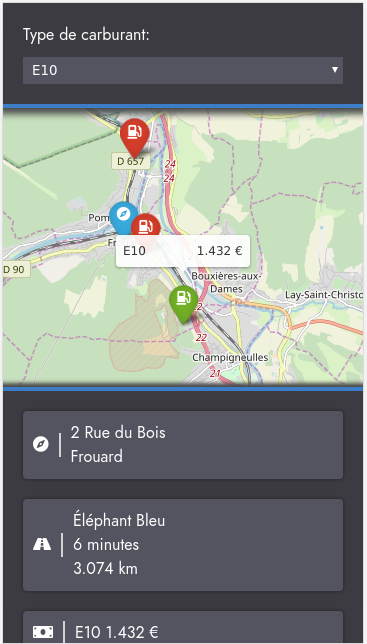 Type de carburant:
E10
D 657
24
24
Pom
Fr
E10 1.432 €
D 90
Bouxières-aux-
Dames
2
Lay-Saint-Christo
22
Champigneulles
21
2 Rue du Bois
Frouard
Éléphant Bleu
6 minutes
3.074 km
E10 1.432 €